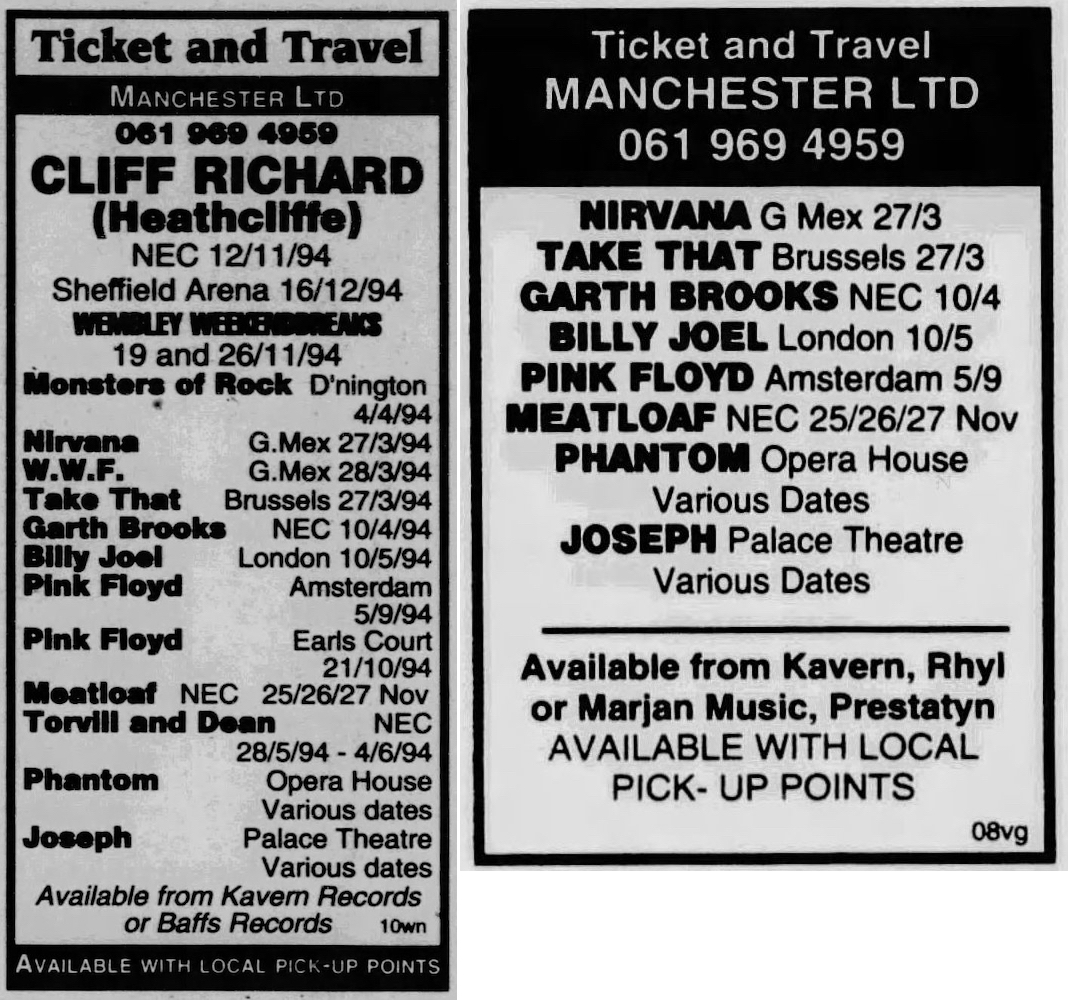 Ticket and Travel
MANCHESTER LTD
061 969 4959
CLIFF RICHARD
(Heathcliffe)
NEC 12/11/94
Sheffield Arena 16/12/94
WEMBLEY WEEKENDBREAKS
19 and 26/11/94
Monsters of Rock D'nington
4/4/94
Nirvana G.Mex 27/3/94
W.W.F. G.Mex 28/3/94
Take That Brussels 27/3/94
Garth Brooks NEC 10/4/94
Billy Joel London 10/5/94
Pink Floyd Amsterdam
5/9/94
Pink Floyd Earls Court
21/10/94
Meatloaf NEC 25/26/27 Nov
Torvill and Dean NEC
28/5/94 - 4/6/94
Phantom Opera House
Various dates
Joseph Palace Theatre
Various dates
Available from Kavern Records
or Baffs Records 10wn
AVAILABLE WITH LOCAL PICK-UP POINTS
Ticket and Travel
MANCHESTER LTD
061 969 4959
NIRVANA G Mex 27/3
TAKE THAT Brussels 27/3
GARTH BROOKS NEC 10/4
BILLY JOEL London 10/5
PINK FLOYD Amsterdam 5/9
MEATLOAF NEC 25/26/27 Nov
PHANTOM Opera House
Various Dates
JOSEPH Palace Theatre
Various Dates
Available from Kavern, Rhyl
or Marjan Music, Prestatyn
AVAILABLE WITH LOCAL
PICK- UP POINTS
08vg